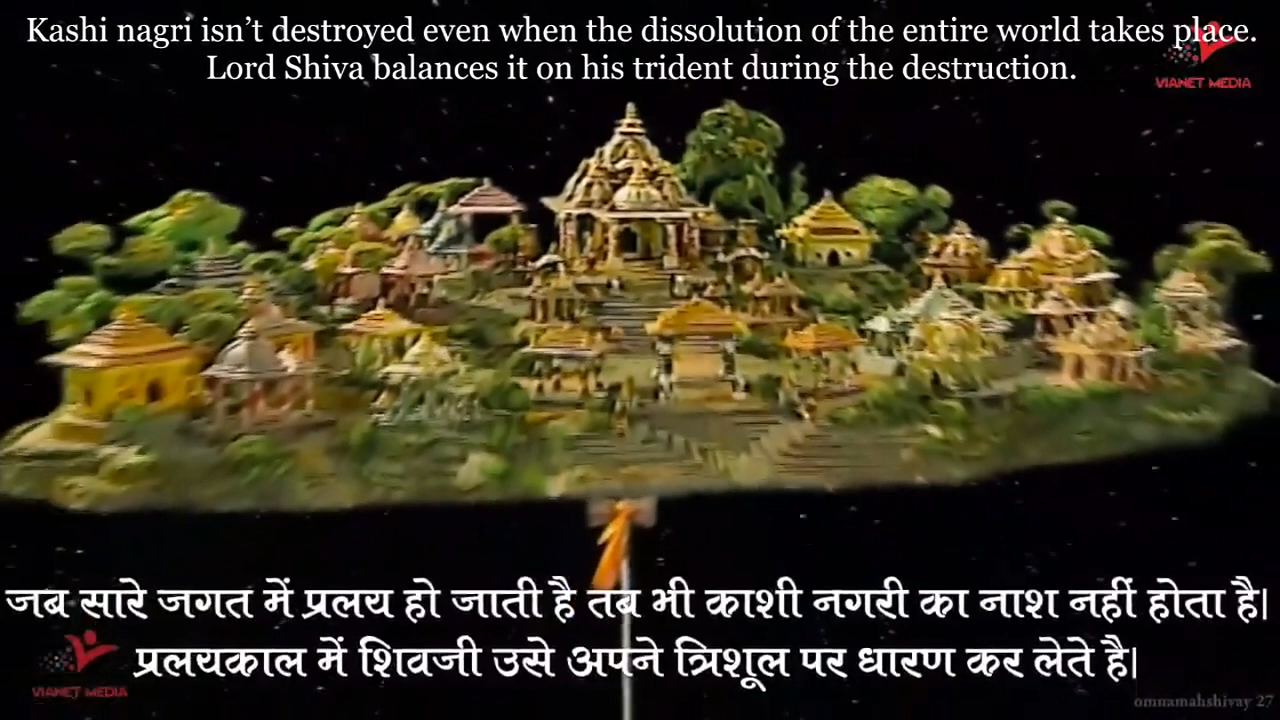 Kashi nagri isn’t destroyed even when the dissolution of the entire world takes place.
Lord Shiva balances it on his trident during the destruction.
VIANET MEDIA
जब सारे जगत में प्रलय हो जाती है तब भी काशी नगरी का नाश नहीं होता है|
प्रलयकाल में शिवजी उसे अपने त्रिशूल पर धारण कर लेते है|
VIANET MEDIA
omnamahshivay 27